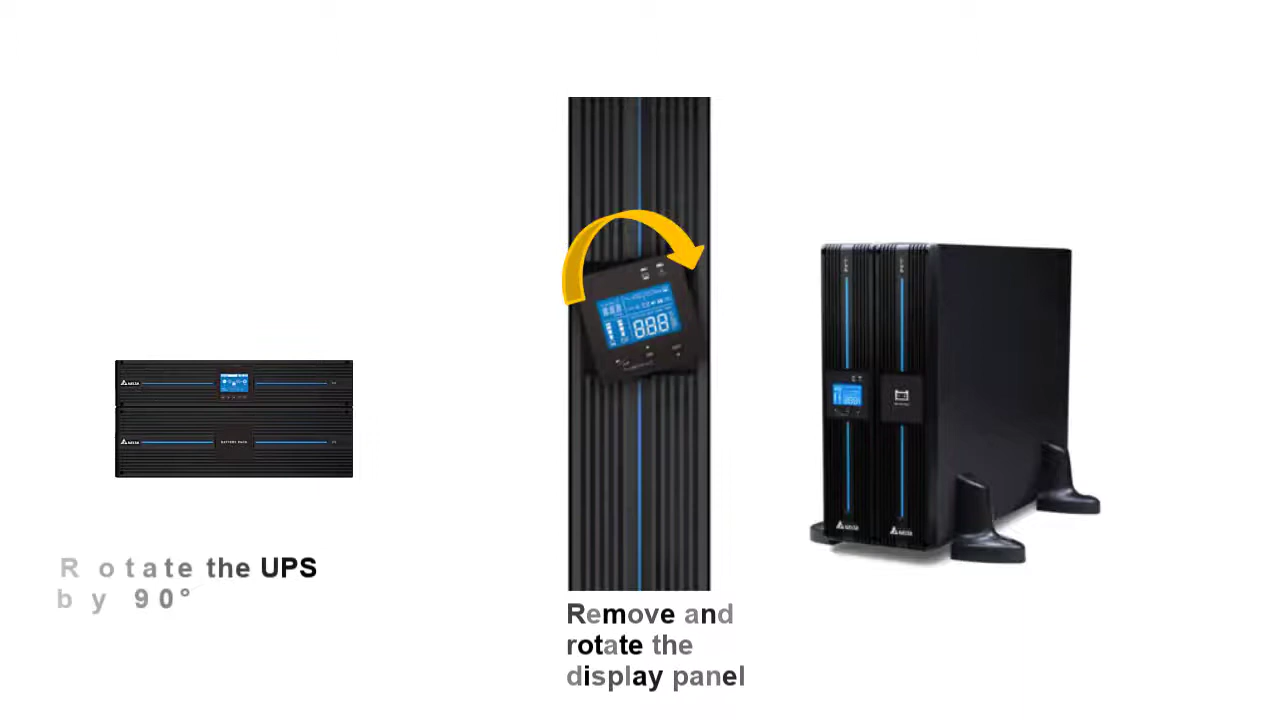 Rotate the UPS
by 90°
Remove and
rotate the
display panel